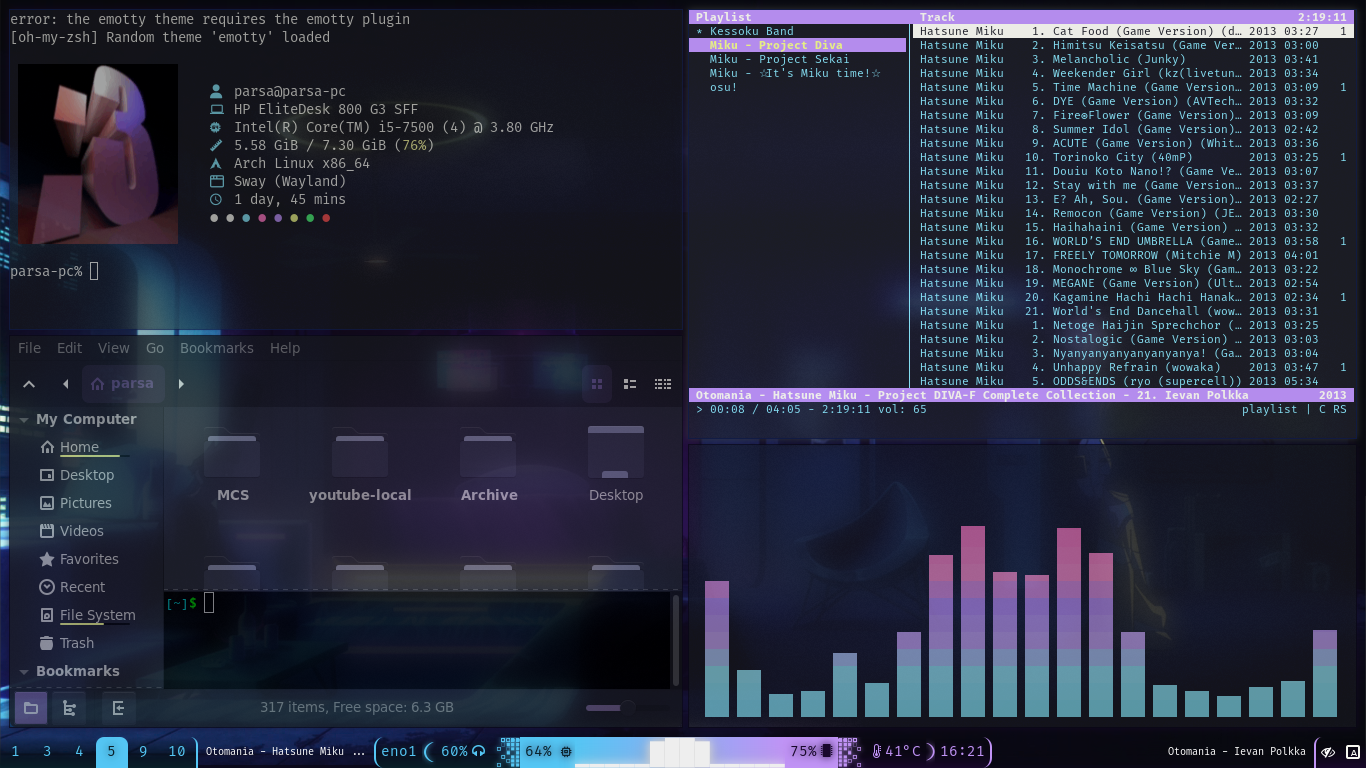 error: the emotty theme requires the emotty plugin
[oh-my-zsh] Random theme 'emotty' loaded
parsa@parsa-pc
HP EliteDesk 800 G3 SFF
Intel(R) Core(TM) i5-7500 (4) @ 3.80 GHz
5.58 GiB / 7.30 GiB (76%)
Arch Linux x86_64
Sway (Wayland)
1 day, 45 mins
parsa-pc%
File Edit View Go Bookmarks Help
parsa
My Computer
Home
Desktop
Pictures
Videos
Favorites
Recent
File System
Trash
Bookmarks
MCS youtube-local Archive Desktop
[~]$
317 items, Free space: 6.3 GB
Playlist
* Kessoku Band
Miku - Project Diva
Miku - Project Sekai
Miku - ☆It's Miku time!☆
osu!
Track 2:19:11
Hatsune Miku 1. Cat Food (Game Version) (d… 2013 03:27 1
Hatsune Miku 2. Himitsu Keisatsu (Game Ver… 2013 03:00
Hatsune Miku 3. Melancholic (Junky) 2013 03:41
Hatsune Miku 4. Weekender Girl (kz(livetun… 2013 03:34
Hatsune Miku 5. Time Machine (Game Version… 2013 03:09 1
Hatsune Miku 6. DYE (Game Version) (AVTech… 2013 03:32
Hatsune Miku 7. Fire◎Flower (Game Version)… 2013 03:09
Hatsune Miku 8. Summer Idol (Game Version)… 2013 02:42
Hatsune Miku 9. ACUTE (Game Version) (Whit… 2013 03:36
Hatsune Miku 10. Torinoko City (40mP) 2013 03:25 1
Hatsune Miku 11. Douiu Koto Nano!? (Game Ve… 2013 03:07
Hatsune Miku 12. Stay with me (Game Version… 2013 03:37
Hatsune Miku 13. E? Ah, Sou. (Game Version)… 2013 02:27
Hatsune Miku 14. Remocon (Game Version) (JE… 2013 03:30
Hatsune Miku 15. Haihahaini (Game Version) … 2013 03:32
Hatsune Miku 16. WORLD'S END UMBRELLA (Game… 2013 03:58 1
Hatsune Miku 17. FREELY TOMORROW (Mitchie M) 2013 04:01
Hatsune Miku 18. Monochrome ∞ Blue Sky (Gam… 2013 03:22
Hatsune Miku 19. MEGANE (Game Version) (Ult… 2013 02:54
Hatsune Miku 20. Kagamine Hachi Hachi Hanak… 2013 02:34 1
Hatsune Miku 21. World's End Dancehall (wow… 2013 03:31
Hatsune Miku 1. Netoge Haijin Sprechchor (… 2013 03:25
Hatsune Miku 2. Nostalogic (Game Version) … 2013 03:03
Hatsune Miku 3. Nyanyanyanyanyanyanya! (Ga… 2013 03:04
Hatsune Miku 4. Unhappy Refrain (wowaka) 2013 03:47 1
Hatsune Miku 5. ODDS&ENDS (ryo (supercell)) 2013 05:34
Otomania - Hatsune Miku - Project DIVA-F Complete Collection - 21. Ievan Polkka 2013
> 00:08 / 04:05 - 2:19:11 vol: 65 playlist | C RS
1 3 4 5 9 10 Otomania - Hatsune Miku ... eno1 60% 64% 75% 41°C 16:21 Otomania - Ievan Polkka A